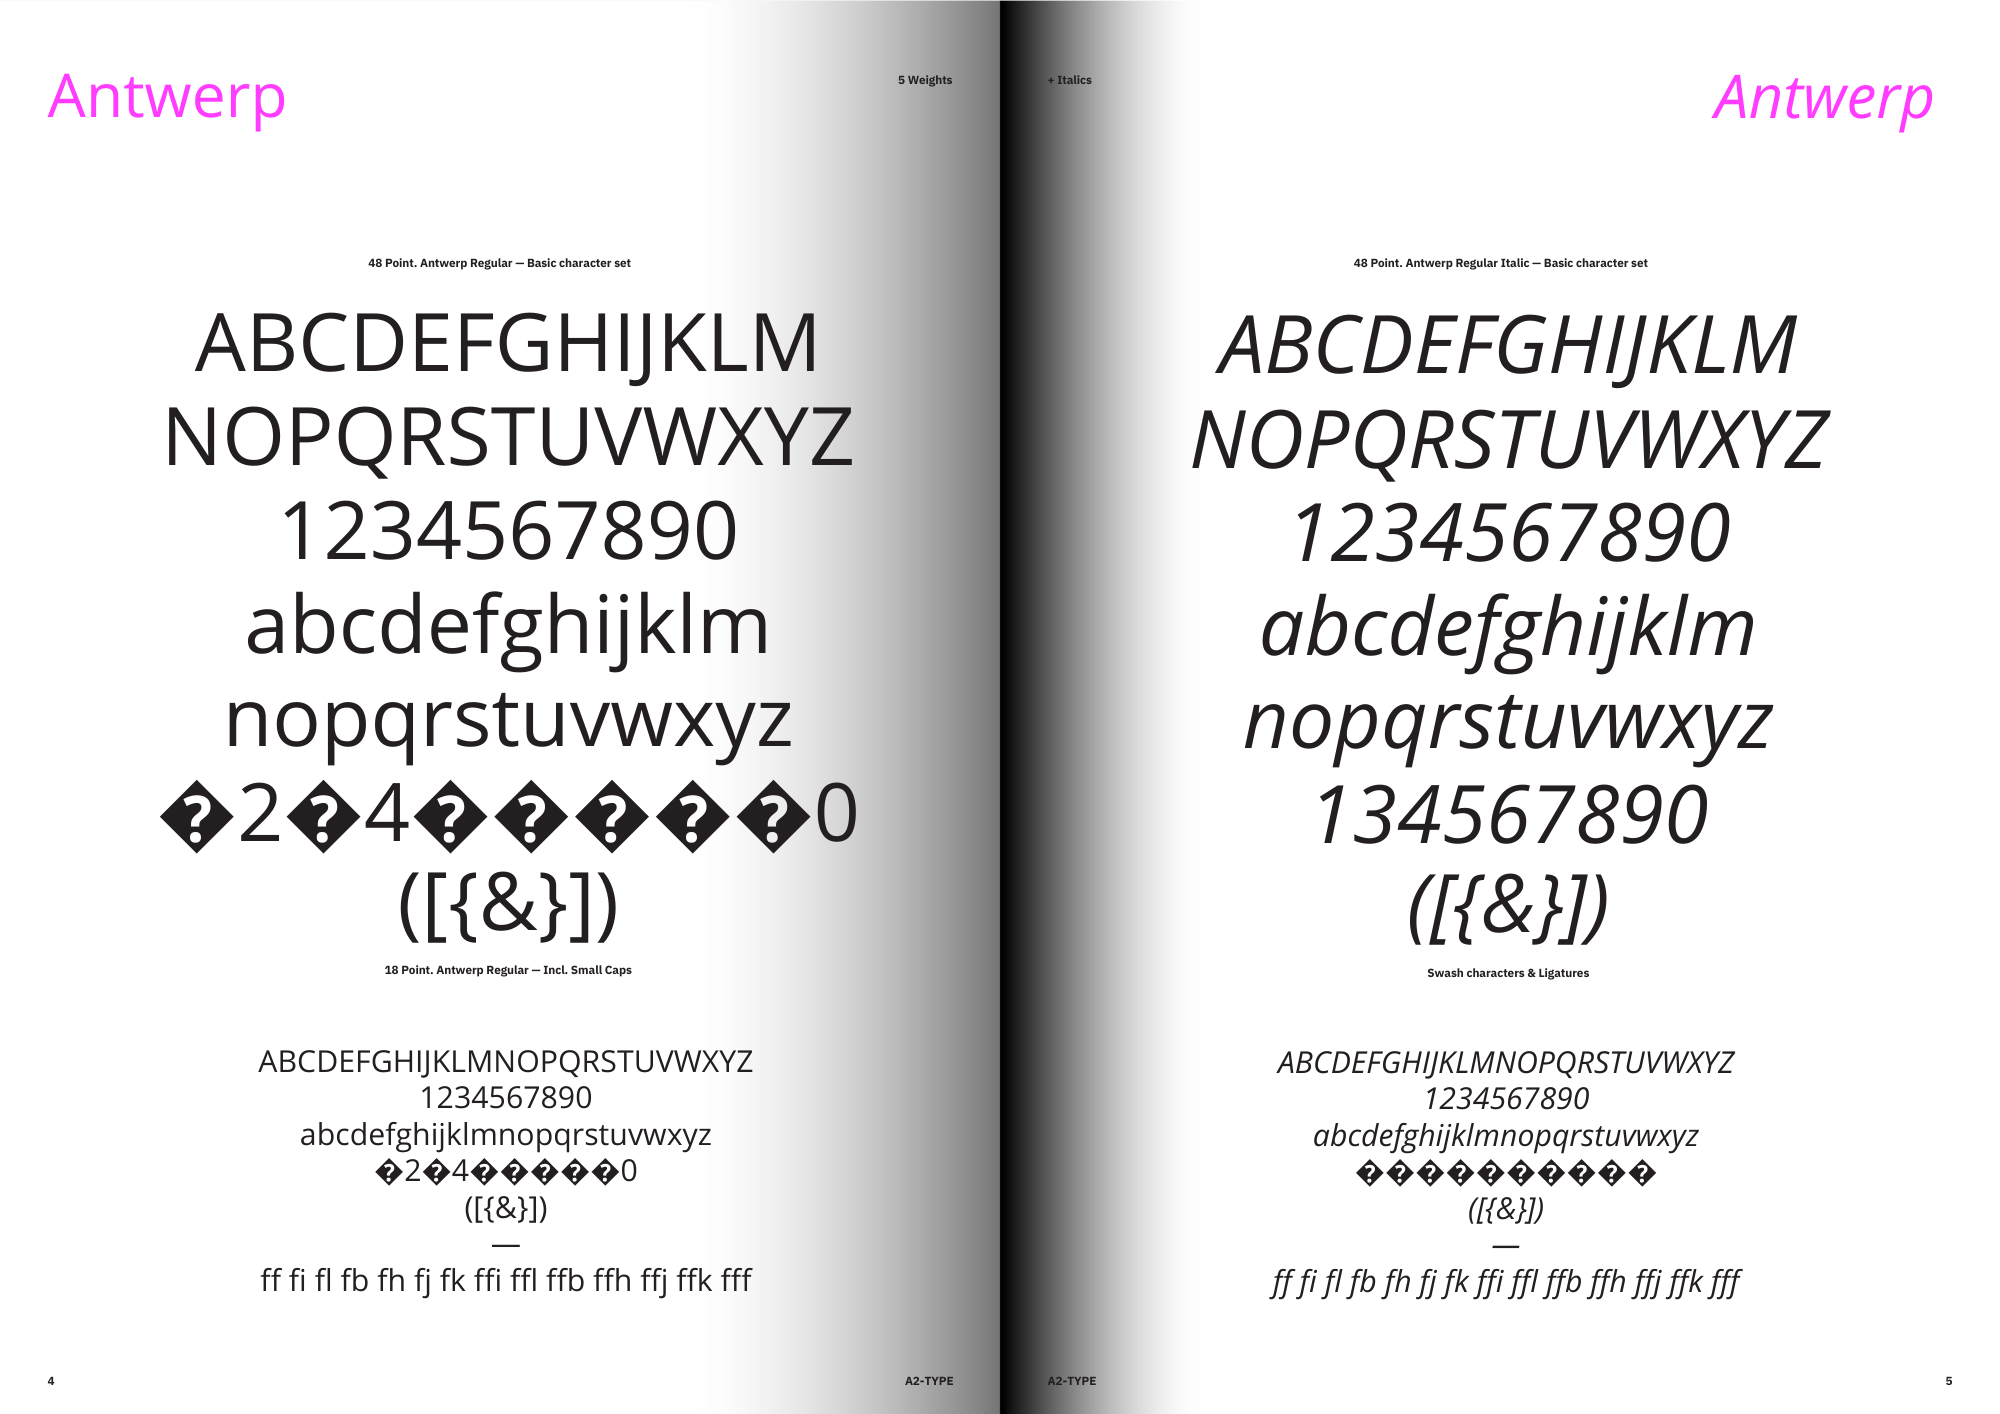 Antwerp
5 Weights
48 Point. Antwerp Regular — Basic character set
ABCDEFGHIJKLM
NOPQRSTUVWXYZ
1234567890
abcdefghijklm
nopqrstuvwxyz
�2�4�����0
([{&}])
18 Point. Antwerp Regular — Incl. Small Caps
ABCDEFGHIJKLMNOPQRSTUVWXYZ
1234567890
abcdefghijklmnopqrstuvwxyz
�2�4�����0
([{&}])
—
ff fi fl fb fh fj fk ffi ffl ffb ffh ffj ffk fff
4
A2-TYPE
+ Italics
Antwerp
48 Point. Antwerp Regular Italic — Basic character set
ABCDEFGHIJKLM
NOPQRSTUVWXYZ
1234567890
abcdefghijklm
nopqrstuvwxyz
134567890
([{&}])
Swash characters & Ligatures
ABCDEFGHIJKLMNOPQRSTUVWXYZ
1234567890
abcdefghijklmnopqrstuvwxyz
����������
([{&}])
—
ff fi fl fb fh fj fk ffi ffl ffb ffh ffj ffk fff
A2-TYPE
5